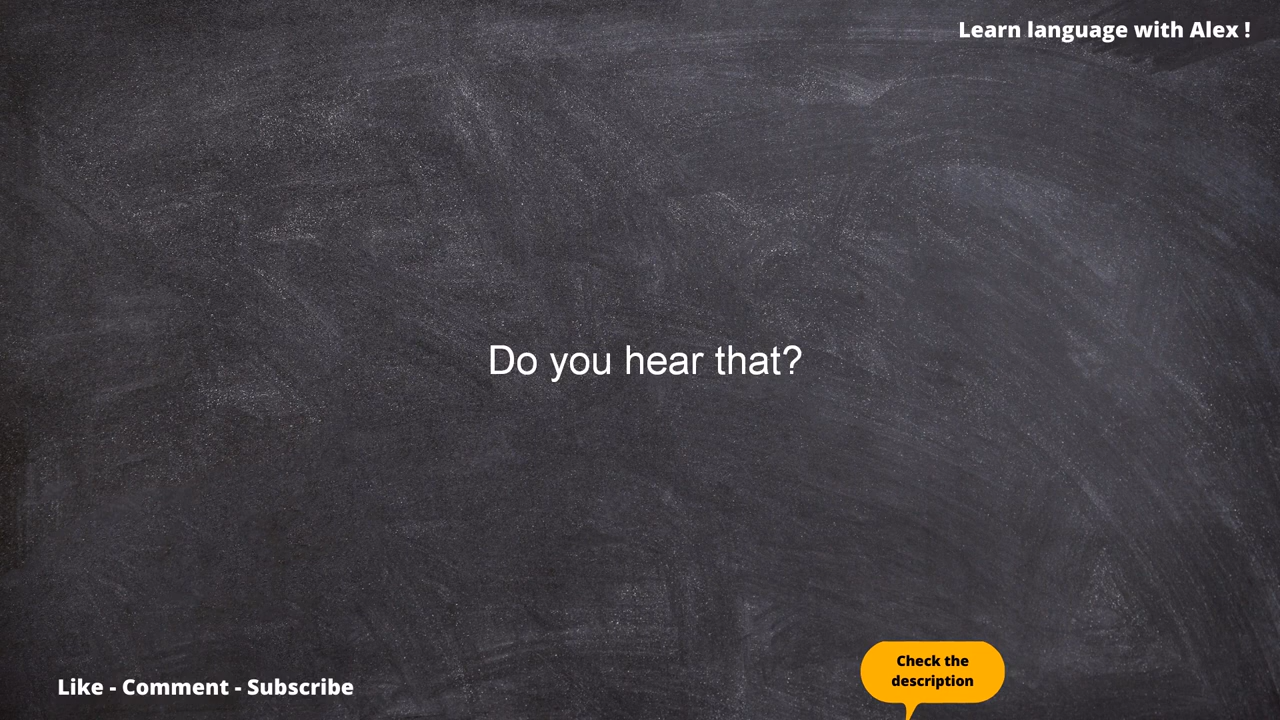 Learn language with Alex !
Do you hear that?
Like - Comment - Subscribe
Check the
description